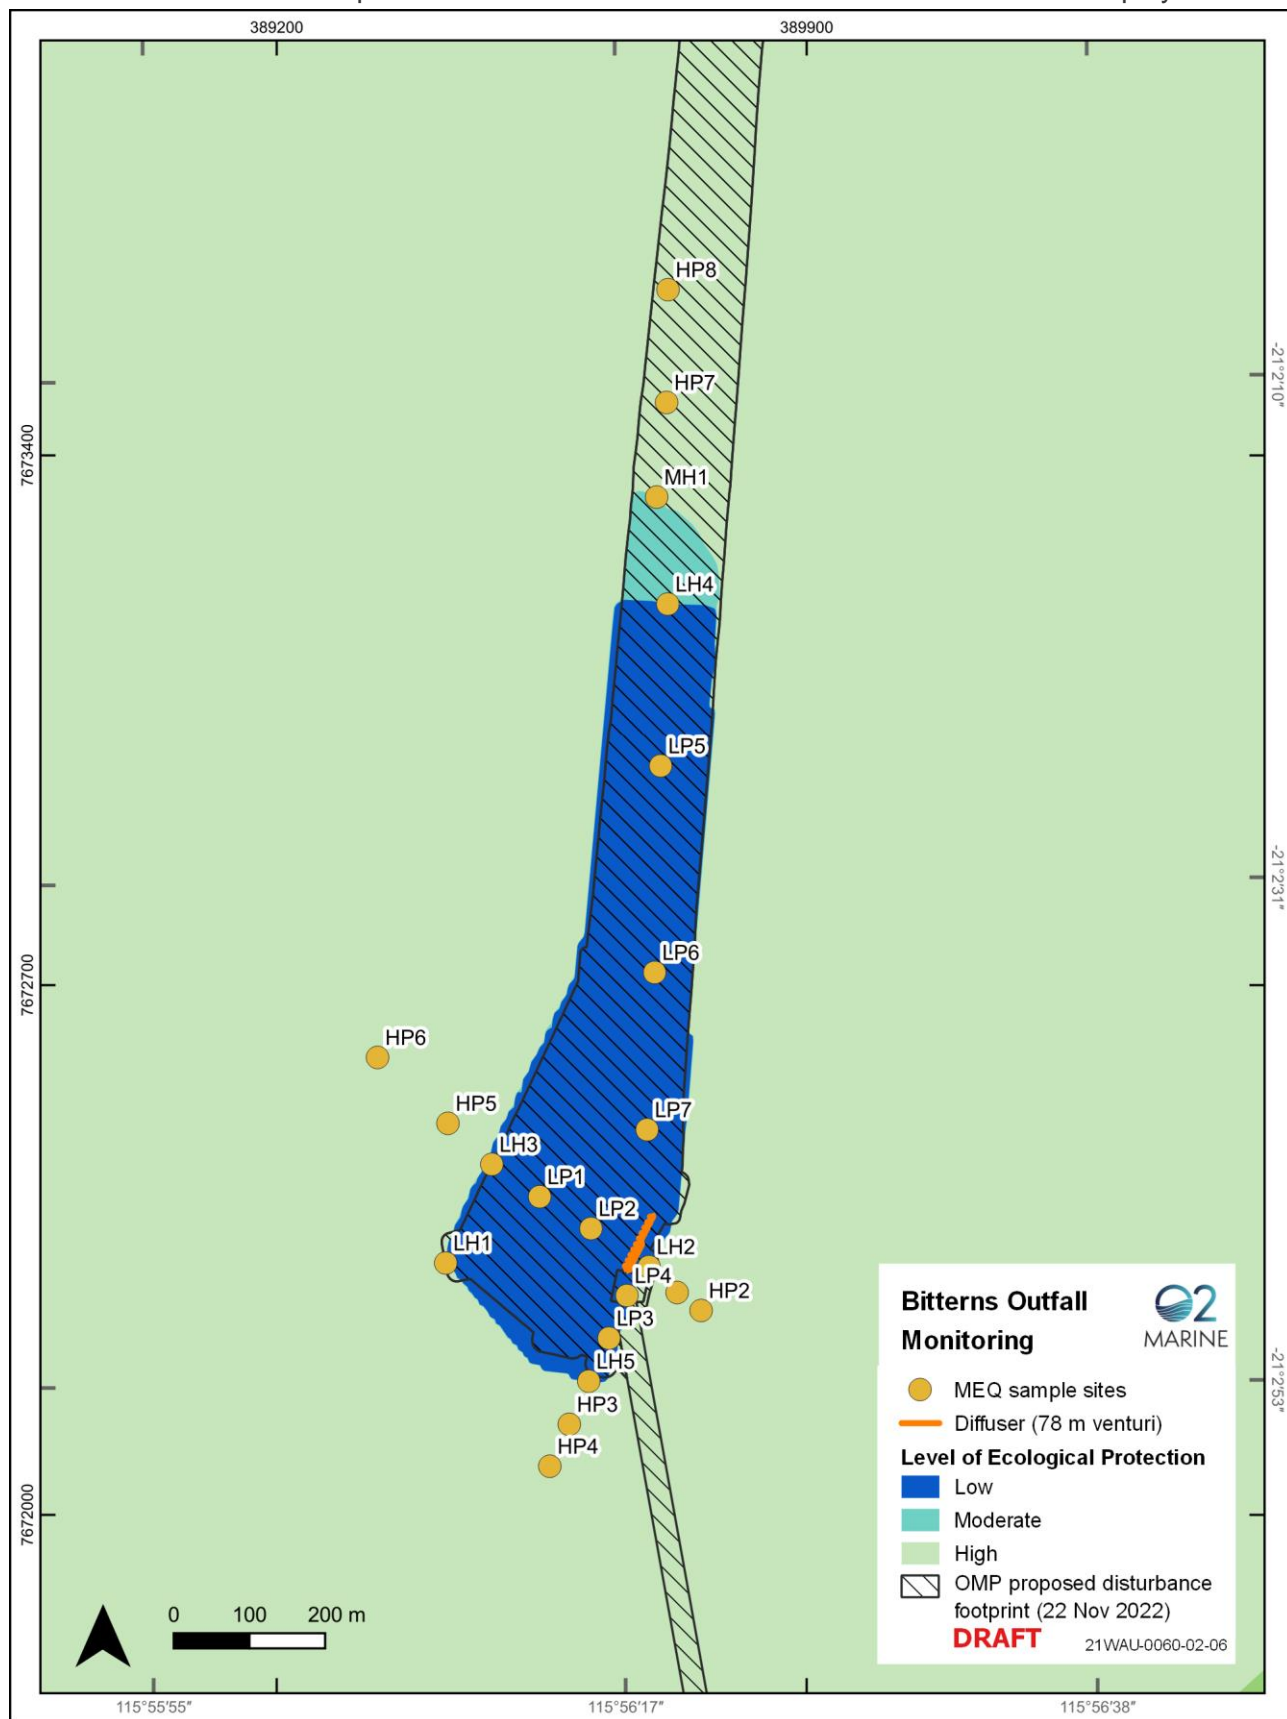 389200
389900
HP8
-21°2'10"
HP7
7673400
MH1
LH4
LP5
-21°2'31"
LP6
7672700
HP6
HP5
LP7
LH3
LP1
LP2
LH1
LH2
LP4
HP2
LP3
LH5
-21°2'53"
HP3
HP4
7672000
Bitterns Outfall
Monitoring
O2
MARINE
MEQ sample sites
Diffuser (78 m venturi)
Level of Ecological Protection
Low
Moderate
High
OMP proposed disturbance
footprint (22 Nov 2022)
DRAFT
21WAU-0060-02-06
0 100 200 m
115°55'55"
115°56'17"
115°56'38"